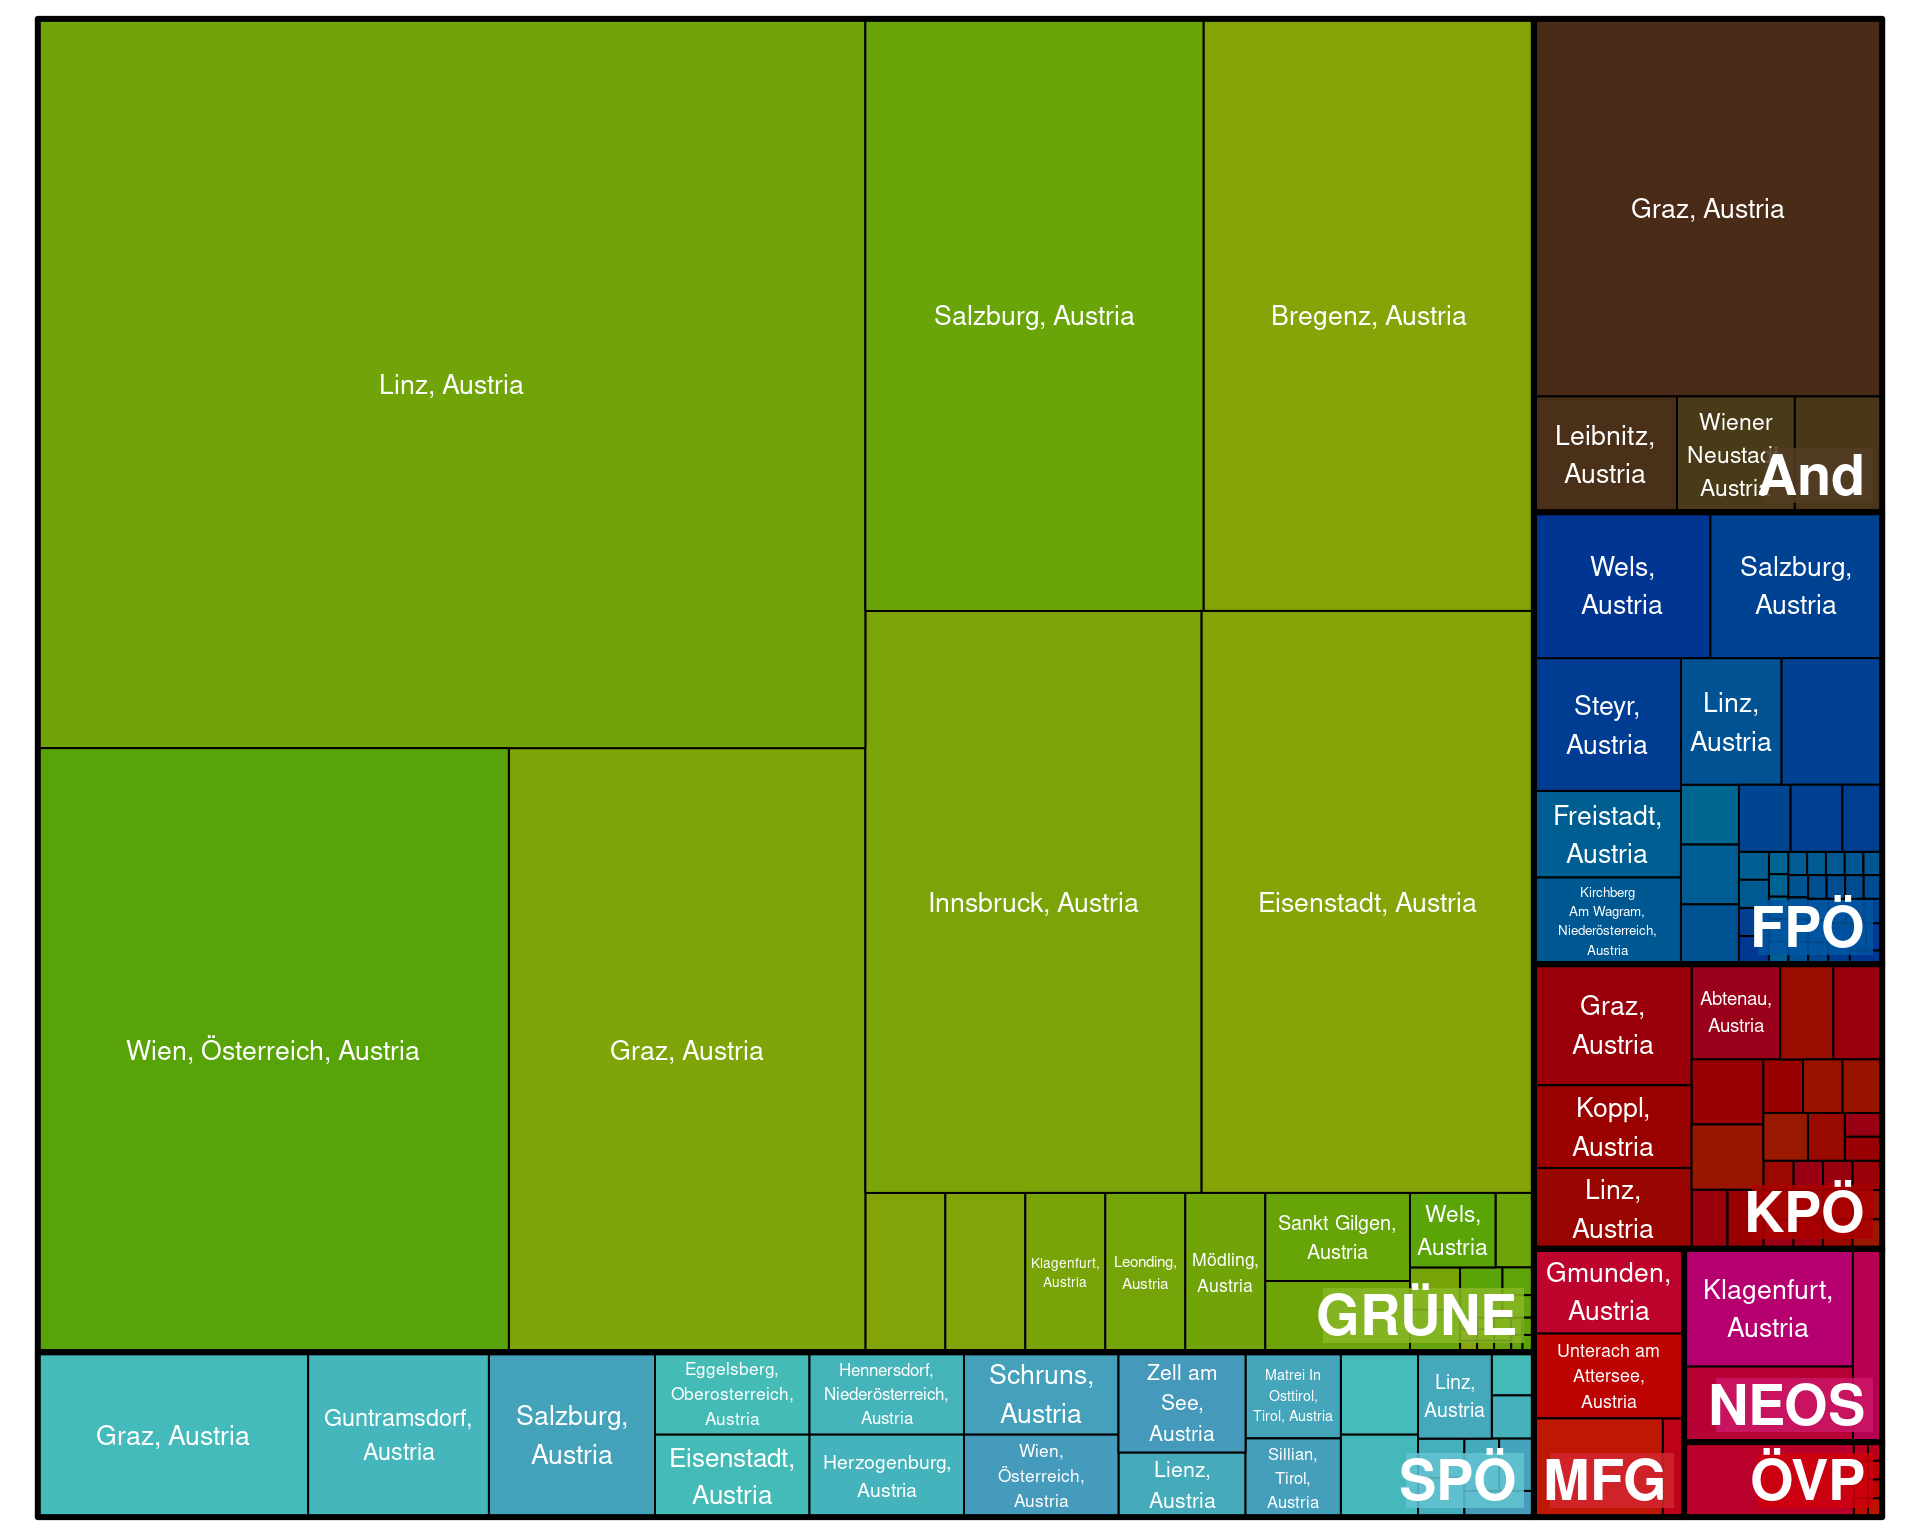 Linz, Austria
Salzburg, Austria
Bregenz, Austria
Wien, Österreich, Austria
Graz, Austria
Innsbruck, Austria
Eisenstadt, Austria
Klagenfurt,
Austria
Leonding,
Austria
Mödling,
Austria
Sankt Gilgen,
Austria
Wels,
Austria
GRÜNE
Graz, Austria
Guntramsdorf,
Austria
Salzburg,
Austria
Eggelsberg,
Oberosterreich,
Austria
Eisenstadt,
Austria
Hennersdorf,
Niederösterreich,
Austria
Herzogenburg,
Austria
Schruns,
Austria
Wien,
Österreich,
Austria
Zell am
See,
Austria
Lienz,
Austria
Matrei In
Osttirol,
Tirol, Austria
Sillian,
Tirol,
Austria
Linz,
Austria
SPÖ
Graz, Austria
Leibnitz,
Austria
Wiener
Neustadt,
Austria
And
Wels,
Austria
Salzburg,
Austria
Steyr,
Austria
Linz,
Austria
Freistadt,
Austria
Kirchberg
Am Wagram,
Niederösterreich,
Austria
FPÖ
Graz,
Austria
Abtenau,
Austria
Koppl,
Austria
Linz,
Austria
KPÖ
Gmunden,
Austria
Unterach am
Attersee,
Austria
MFG
Klagenfurt,
Austria
NEOS
ÖVP